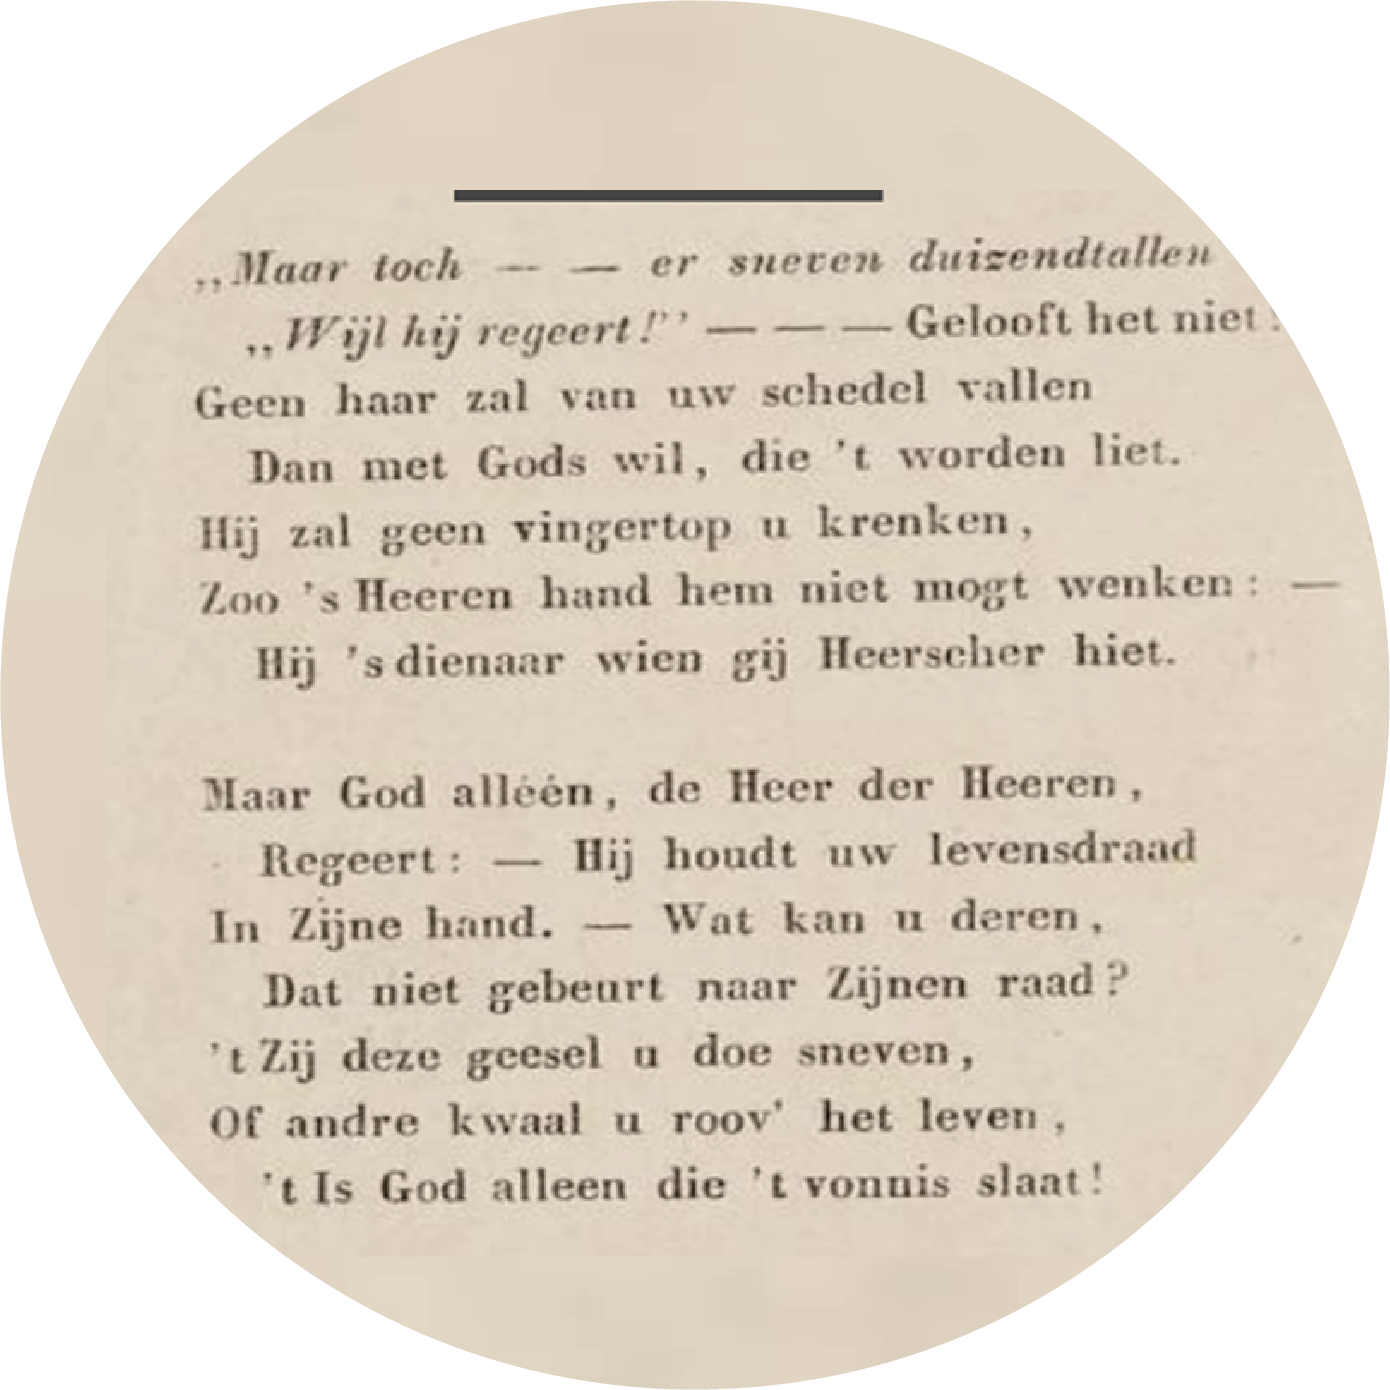 „Maar toch — — er sneven duizendtallen
„Wijl hij regeert!” — — — Gelooft het niet:
Geen haar zal van uw schedel vallen
Dan met Gods wil, die 't worden liet.
Hij zal geen vingertop u krenken,
Zoo 's Heeren hand hem niet mogt wenken: —
Hij 's dienaar wien gij Heerscher hiet.

Maar God alléén, de Heer der Heeren,
Regeert: — Hij houdt uw levensdraad
In Zijne hand. — Wat kan u deren,
Dat niet gebeurt naar Zijnen raad?
't Zij deze geesel u doe sneven,
Of andre kwaal u roov' het leven,
't Is God alleen die 't vonnis slaat!